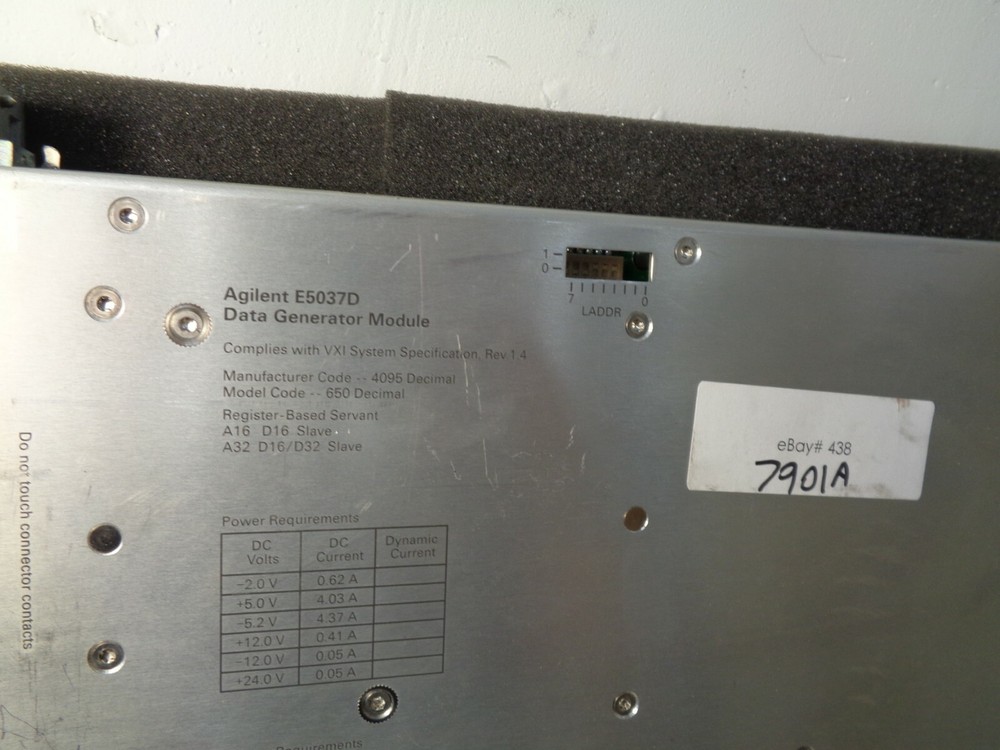 1 –
0 –
7 0
LADDR
Agilent E5037D
Data Generator Module
Complies with VXI System Specification, Rev 1.4
Manufacturer Code -- 4095 Decimal
Model Code -- 650 Decimal
Register-Based Servant
A16 D16 Slave
A32 D16/D32 Slave
eBay# 438
7901A
Do not touch connector contacts
Power Requirements
DC Volts DC Current Dynamic Current
-2.0 V 0.62 A
+5.0 V 4.03 A
-5.2 V 4.37 A
+12.0 V 0.41 A
-12.0 V 0.05 A
+24.0 V 0.05 A
Requirements